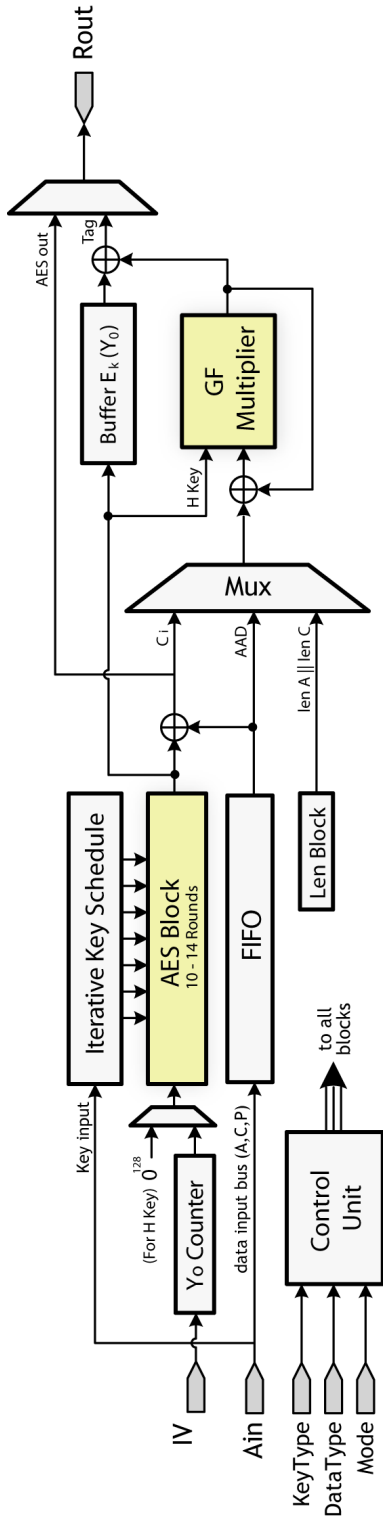 IV
Ain
KeyType
DataType
Mode
Key input
(For H Key) 0^128
Yo Counter
data input bus (A,C,P)
Control
Unit
to all
blocks
Iterative Key Schedule
AES Block
10 - 14 Rounds
FIFO
Len Block
C i
AAD
len A || len C
Mux
H Key
GF
Multiplier
Buffer E k (Y0)
AES out
Tag
Rout